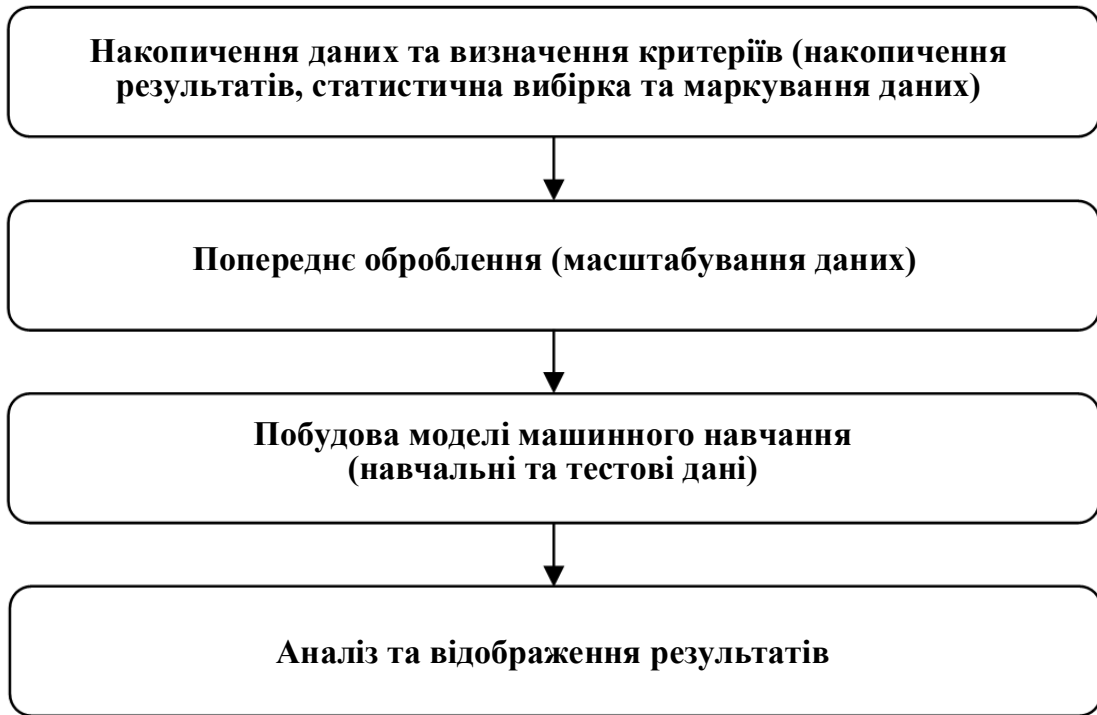 Накопичення даних та визначення критеріїв (накопичення
результатів, статистична вибірка та маркування даних)
Попереднє оброблення (масштабування даних)
Побудова моделі машинного навчання
(навчальні та тестові дані)
Аналіз та відображення результатів